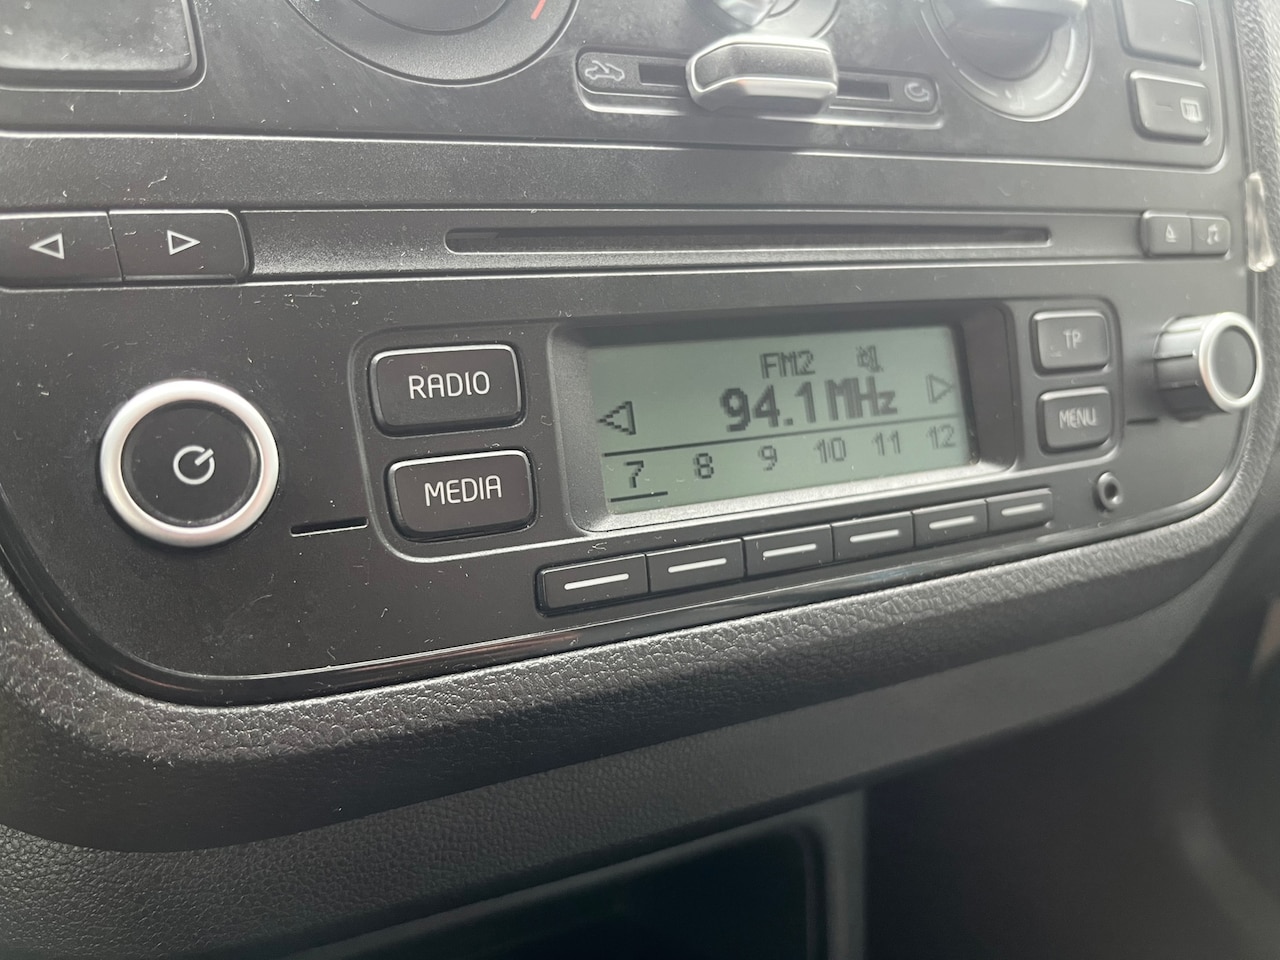 RADIO
MEDIA
FM2
94.1 MHz
7 8 9 10 11 12
TP
MENU